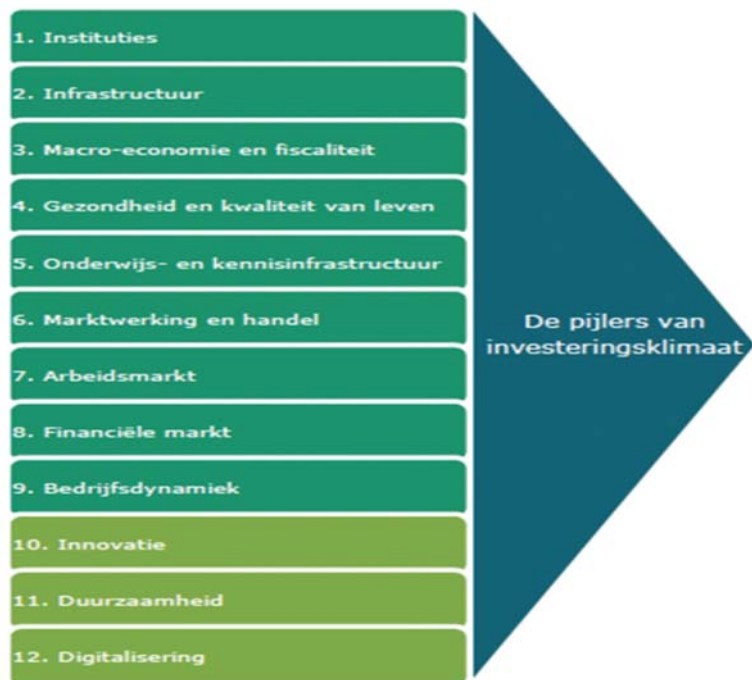 1. Instituties
2. Infrastructuur
3. Macro-economie en fiscaliteit
4. Gezondheid en kwaliteit van leven
5. Onderwijs- en kennisinfrastructuur
6. Marktwerking en handel
7. Arbeidsmarkt
8. Financiële markt
9. Bedrijfsdynamiek
10. Innovatie
11. Duurzaamheid
12. Digitalisering
De pijlers van
investeringsklimaat